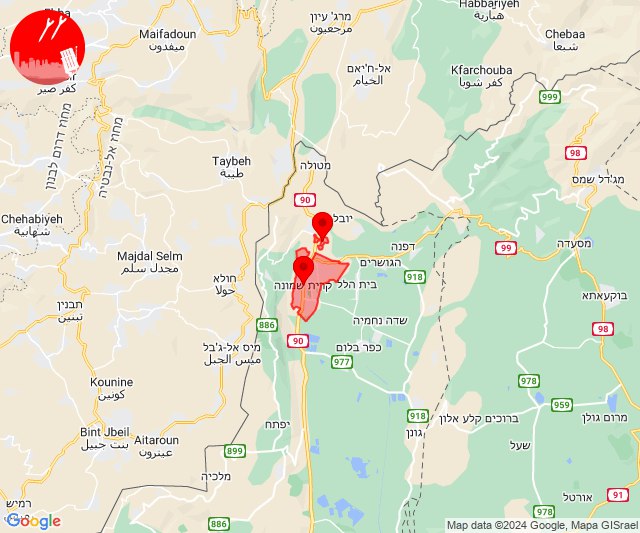 Habbariyeh
הבאריה
מרג' עיון
مرجعيون
Maifadoun
ميفدون
Chebaa
شبعا
אל-ח'יאם
الخيام
Kfarchouba
كفر شوبا
كفر صير
999
מחוז דרום לבנון
מחוז אל-נבטיה
98
Taybeh
طيبة
מטולה
מג'דל שמס
90
Chehabiyeh
شهابية
יובל
99
מסעדה
דפנה
Majdal Selm
مجدل سلم
הגושרים
918
חולא
حولا
בית הלל
קרית שמונה
בוקעאתא
תבנין
تبنين
שדה נחמיה
886
98
מיס אל-ג'בל
ميس الجبل
90
כפר בלום
977
Kounine
كونين
978
959
918
מרום גולן
יפתח
ברוכים קלע אלון
גונן
Bint Jbeil
بنت جبيل
Aitaroun
عيترون
899
שעל
מלכיה
רמיש
رميش
91
אורטל
978
886
Google
Map data ©2024 Google, Mapa GISrael